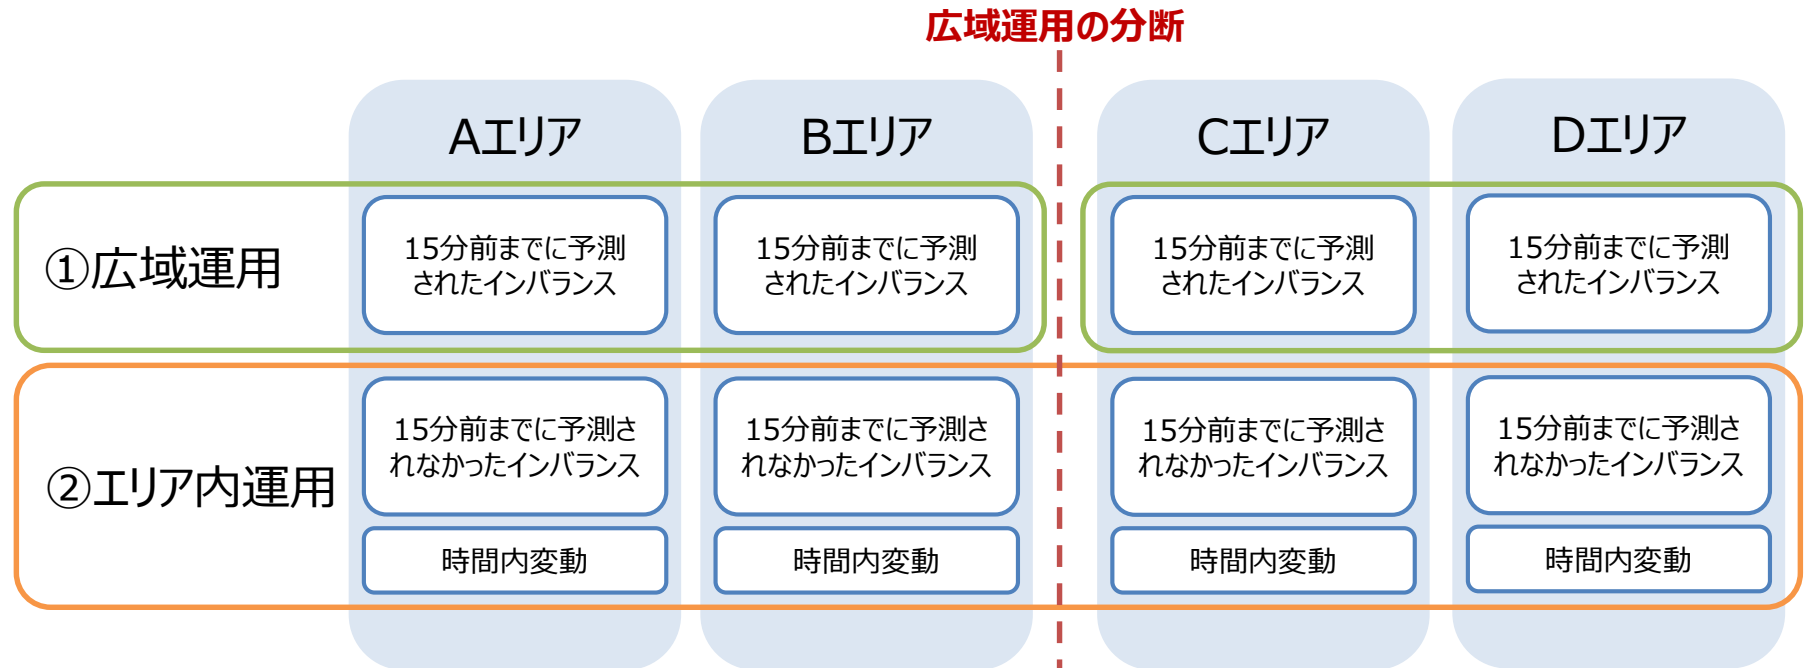 広域運用の分断
Aエリア
Bエリア
Cエリア
Dエリア
①広域運用
15分前までに予測
されたインバランス
15分前までに予測
されたインバランス
15分前までに予測
されたインバランス
15分前までに予測
されたインバランス
②エリア内運用
15分前までに予測さ
れなかったインバランス
15分前までに予測さ
れなかったインバランス
15分前までに予測さ
れなかったインバランス
15分前までに予測さ
れなかったインバランス
時間内変動
時間内変動
時間内変動
時間内変動